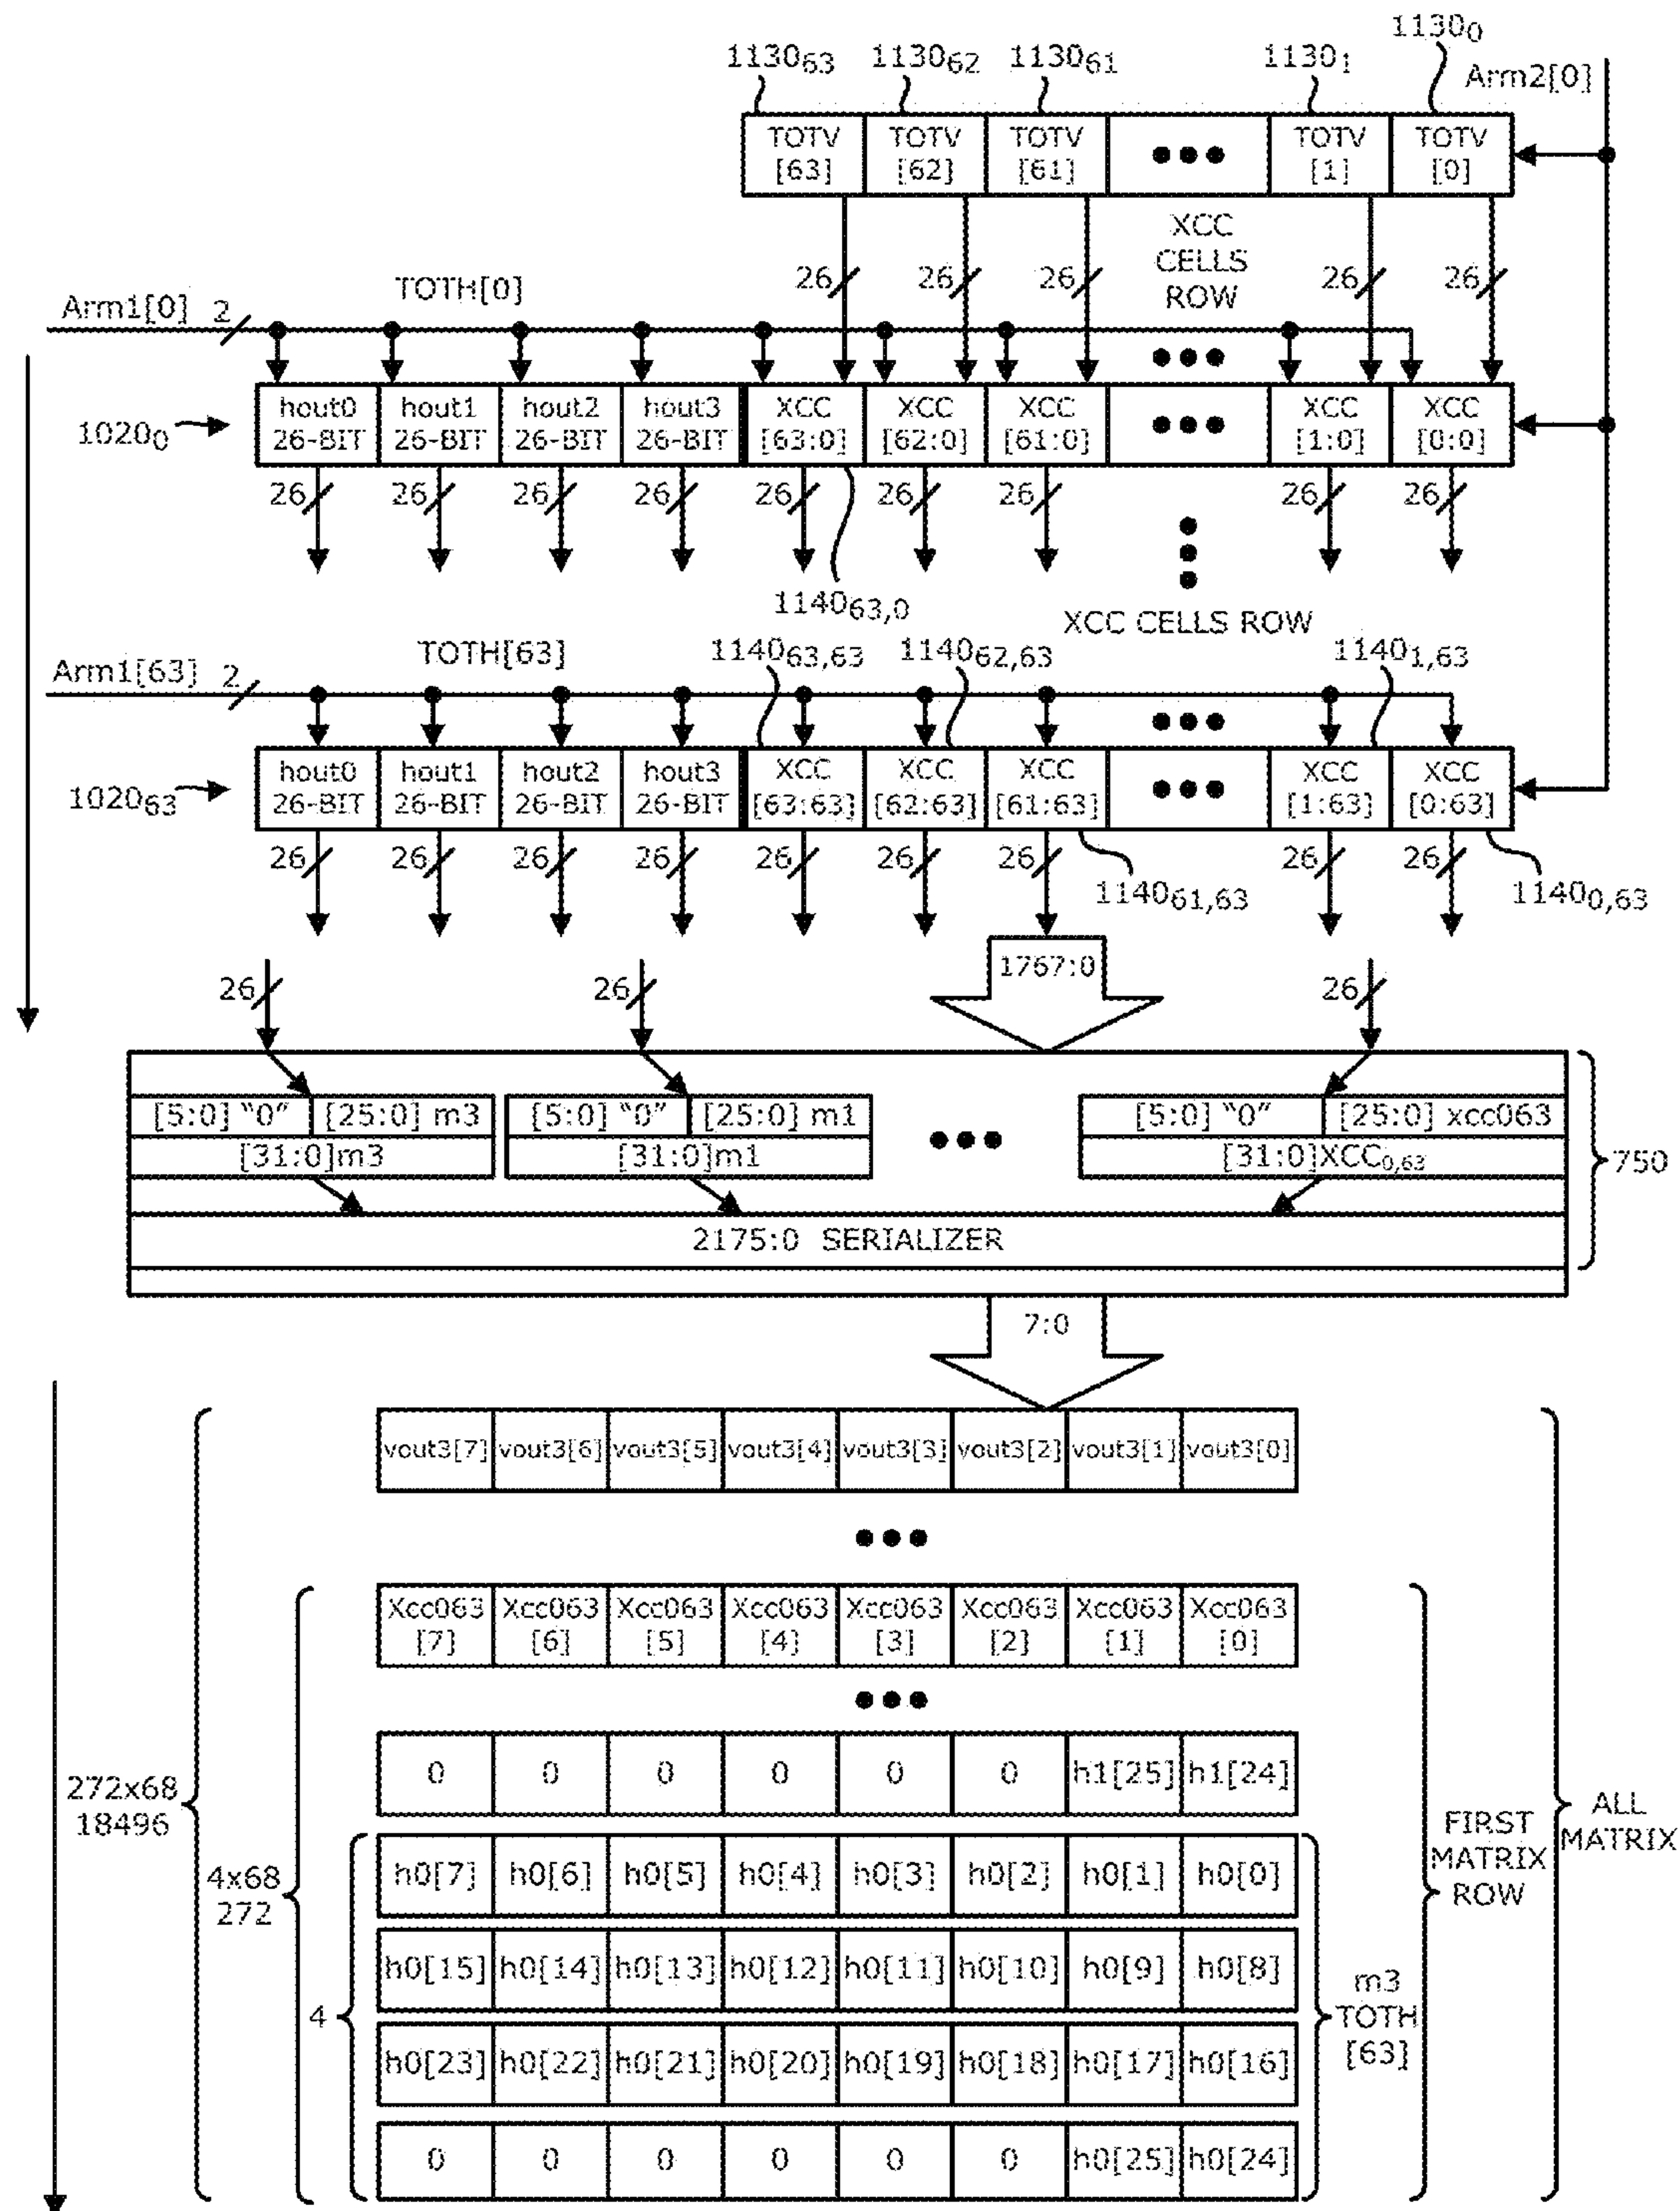 1130₆₃ 1130₆₂ 1130₆₁ 1130₁ 1130₀
Arm2[0]
TOTV [63] TOTV [62] TOTV [61] ••• TOTV [1] TOTV [0]
XCC CELLS ROW
26 26 26 26 26
Arm1[0] 2 TOTH[0]
•••
1020₀
hout0 26-BIT hout1 26-BIT hout2 26-BIT hout3 26-BIT XCC [63:0] XCC [62:0] XCC [61:0] ••• XCC [1:0] XCC [0:0]
26 26 26 26 26 26 26 26 26
1140₆₃,₀
XCC CELLS ROW
Arm1[63] 2 TOTH[63] 1140₆₃,₆₃ 1140₆₂,₆₃ 1140₁,₆₃
•••
1020₆₃
hout0 26-BIT hout1 26-BIT hout2 26-BIT hout3 26-BIT XCC [63:63] XCC [62:63] XCC [61:63] ••• XCC [1:63] XCC [0:63]
26 26 26 26 26 26 26 26 26
1140₆₁,₆₃ 1140₀,₆₃
1767:0
26 26 26
[5:0] “0” [25:0] m3 [5:0] “0” [25:0] m1 ••• [5:0] “0” [25:0] xcc063
[31:0]m3 [31:0]m1 [31:0]XCC₀,₆₃
750
2175:0 SERIALIZER
7:0
vout3[7] vout3[6] vout3[5] vout3[4] vout3[3] vout3[2] vout3[1] vout3[0]
•••
Xcc063 [7] Xcc063 [6] Xcc063 [5] Xcc063 [4] Xcc063 [3] Xcc063 [2] Xcc063 [1] Xcc063 [0]
•••
0 0 0 0 0 0 h1[25] h1[24]
272x68
18496
4x68
272
4
h0[7] h0[6] h0[5] h0[4] h0[3] h0[2] h0[1] h0[0]
h0[15] h0[14] h0[13] h0[12] h0[11] h0[10] h0[9] h0[8]
h0[23] h0[22] h0[21] h0[20] h0[19] h0[18] h0[17] h0[16]
0 0 0 0 0 0 h0[25] h0[24]
m3
TOTH
[63]
FIRST
MATRIX
ROW
ALL
MATRIX